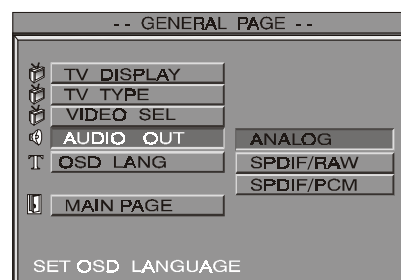 -- GENERAL PAGE --
TV DISPLAY
TV TYPE
VIDEO SEL
AUDIO OUT ANALOG
T OSD LANG SPDIF/RAW
SPDIF/PCM
MAIN PAGE
SET OSD LANGUAGE